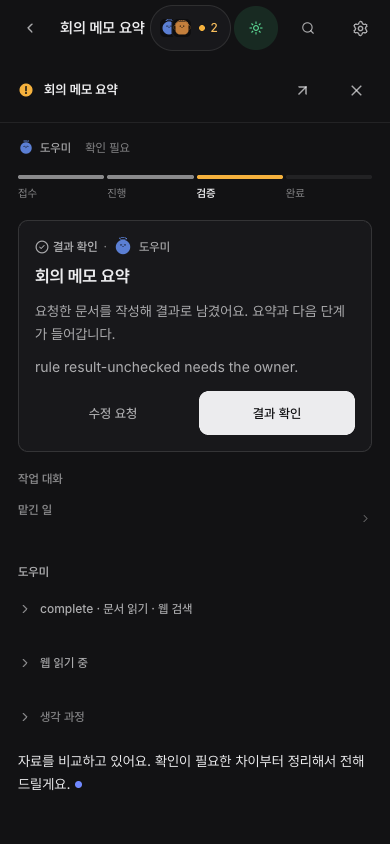 회의 메모 요약
2
회의 메모 요약
도우미 확인 필요
접수 진행 검증 완료
결과 확인 · 도우미
회의 메모 요약
요청한 문서를 작성해 결과로 남겼어요. 요약과 다음 단계
가 들어갑니다.
rule result-unchecked needs the owner.
수정 요청 결과 확인
작업 대화
맡긴 일
도우미
complete · 문서 읽기 · 웹 검색
웹 읽기 중
생각 과정
자료를 비교하고 있어요. 확인이 필요한 차이부터 정리해서 전해
드릴게요.